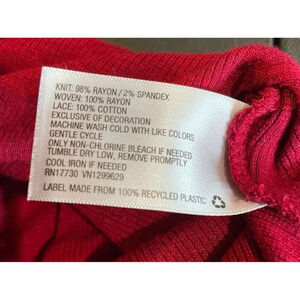 KNIT: 98% RAYON / 2% SPANDEX
WOVEN: 100% RAYON
LACE: 100% COTTON
EXCLUSIVE OF DECORATION
MACHINE WASH COLD WITH LIKE COLORS
GENTLE CYCLE
ONLY NON-CHLORINE BLEACH IF NEEDED
TUMBLE DRY LOW, REMOVE PROMPTLY
COOL IRON IF NEEDED
RN17730 VN1299629
LABEL MADE FROM 100% RECYCLED PLASTIC